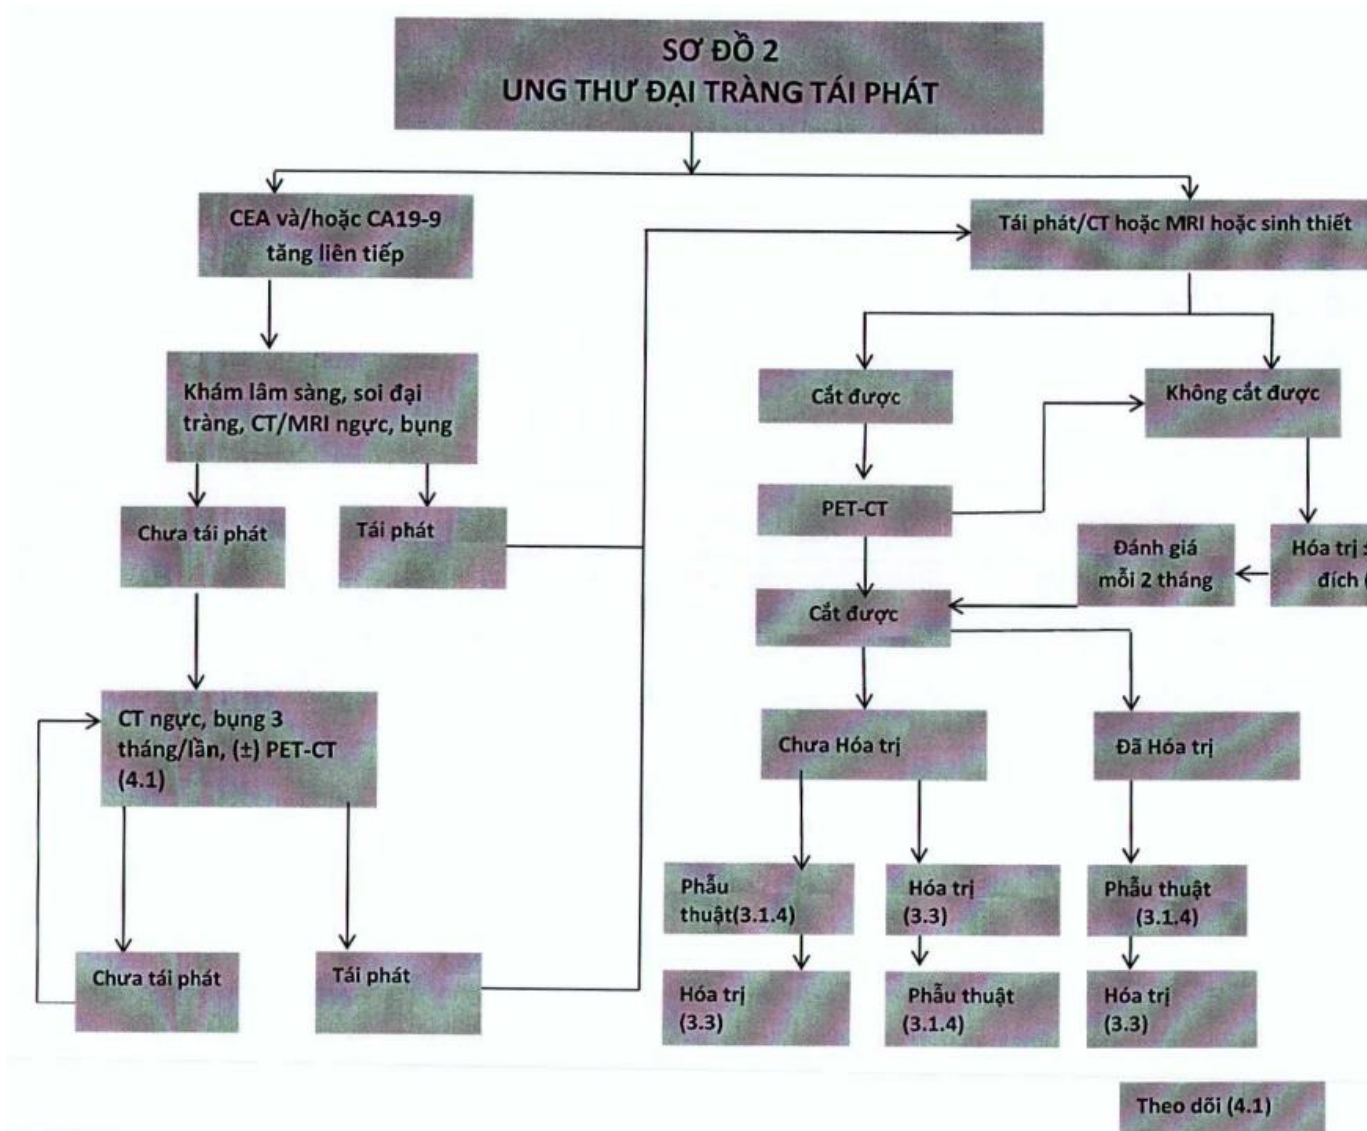 SƠ ĐỒ 2
UNG THƯ ĐẠI TRÀNG TÁI PHÁT
CEA và/hoặc CA19-9
tăng liên tiếp
Tái phát/CT hoặc MRI hoặc sinh thiết
Khám lâm sàng, soi đại
tràng, CT/MRI ngực, bụng
Cắt được
Không cắt được
Chưa tái phát
Tái phát
PET-CT
Đánh giá
mỗi 2 tháng
Hóa trị ±
đích (
Cắt được
CT ngực, bụng 3
tháng/lần, (±) PET-CT
(4.1)
Chưa Hóa trị
Đã Hóa trị
Phẫu
thuật(3.1.4)
Hóa trị
(3.3)
Phẫu thuật
(3.1.4)
Chưa tái phát
Tái phát
Hóa trị
(3.3)
Phẫu thuật
(3.1.4)
Hóa trị
(3.3)
Theo dõi (4.1)